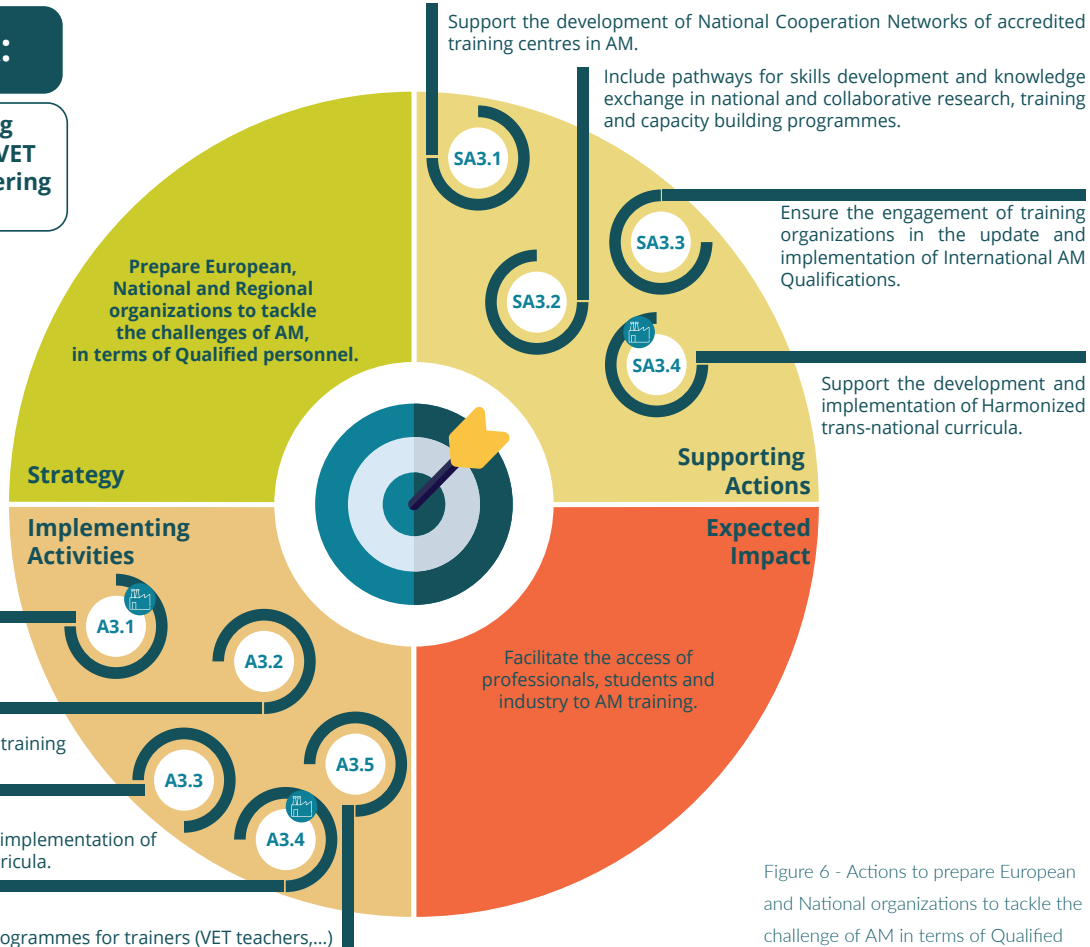 :
g
VET
ering
Support the development of National Cooperation Networks of accredited
training centres in AM.
Include pathways for skills development and knowledge
exchange in national and collaborative research, training
and capacity building programmes.
SA3.1
Ensure the engagement of training
organizations in the update and
implementation of International AM
Qualifications.
SA3.3
SA3.2
SA3.4
Support the development and
implementation of Harmonized
trans-national curricula.
Prepare European,
National and Regional
organizations to tackle
the challenges of AM,
in terms of Qualified personnel.
Strategy
Supporting
Actions
Implementing
Activities
Expected
Impact
A3.1
A3.2
training
A3.3
A3.5
implementation of
ricula.
A3.4
ogrammes for trainers (VET teachers,...)
Facilitate the access of
professionals, students and
industry to AM training.
Figure 6 - Actions to prepare European
and National organizations to tackle the
challenge of AM in terms of Qualified